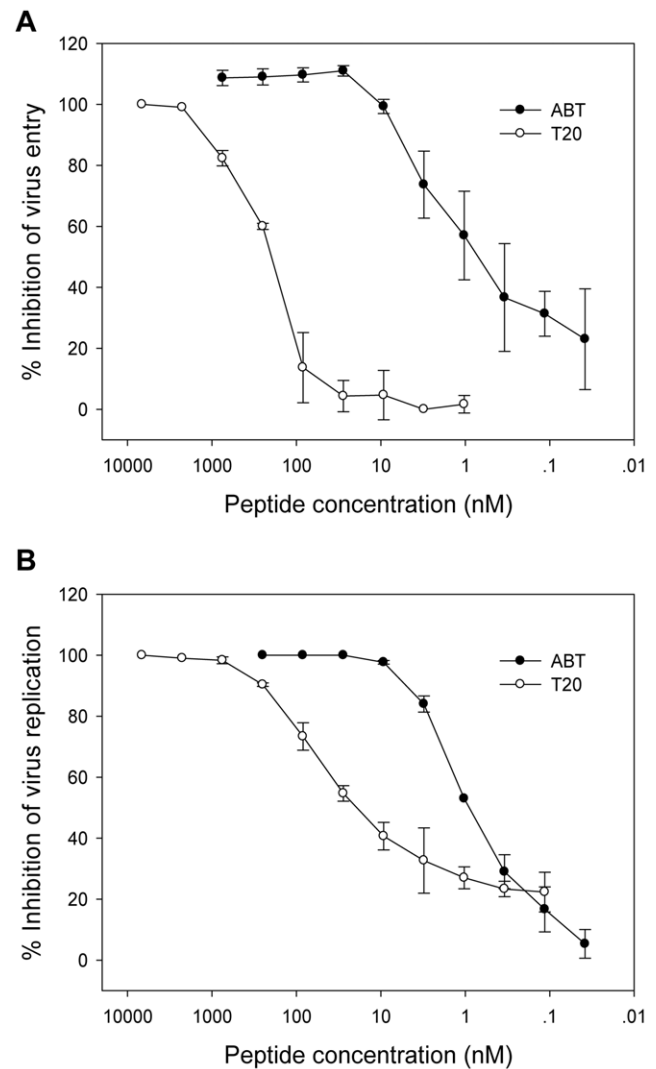 A
120
100
80
60
40
20
0
% Inhibition of virus entry
ABT
T20
10000 1000 100 10 1 .1 .01
Peptide concentration (nM)
B
120
100
80
60
40
20
0
% Inhibition of virus replication
ABT
T20
10000 1000 100 10 1 .1 .01
Peptide concentration (nM)